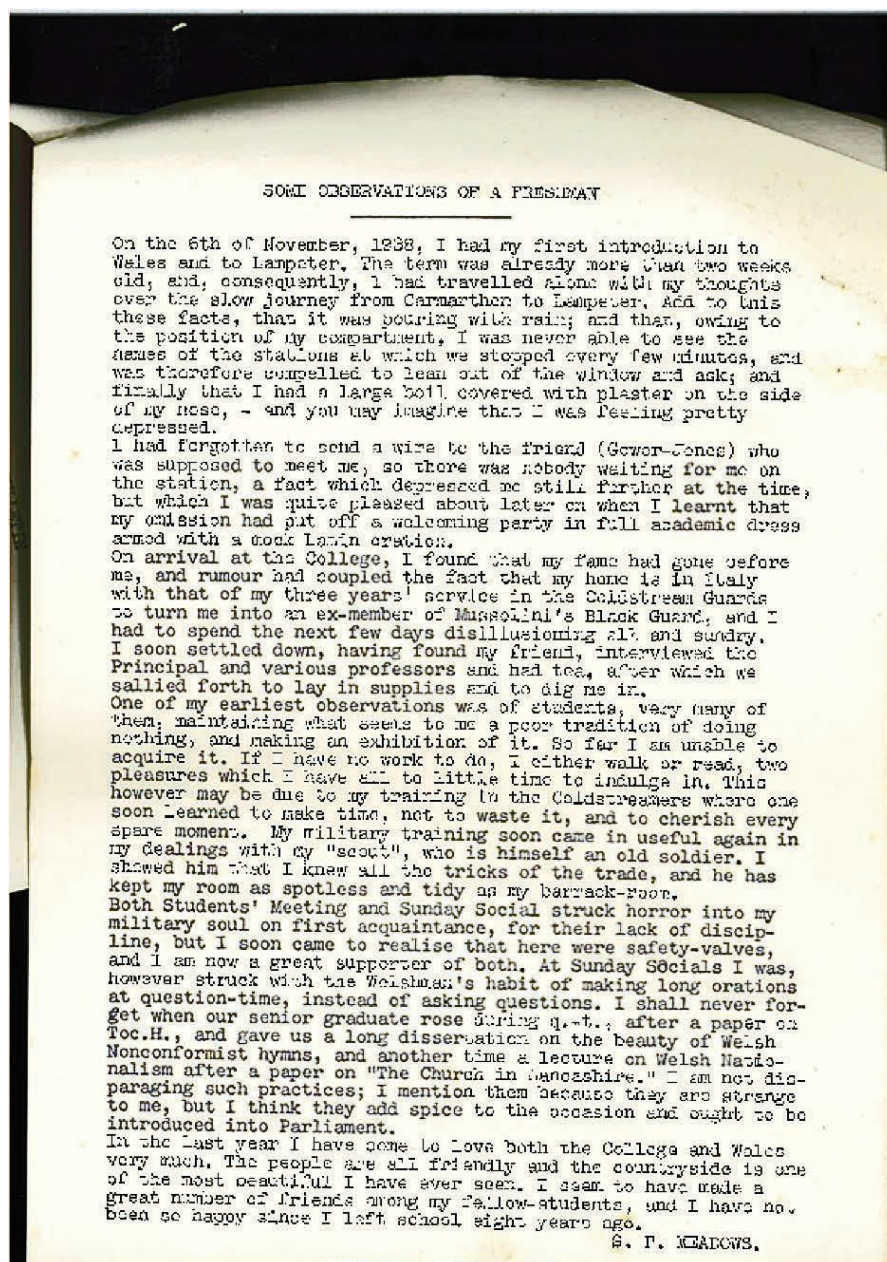 SOME OBSERVATIONS OF A FRESHMAN
On the 6th of November, 1938, I had my first introduction to
Wales and to Lampeter. The term was already more than two weeks
old, and, consequently, I had travelled alone with my thoughts
over the slow journey from Carmarthen to Lampeter. Add to this
these facts, that it was pouring with rain; and that, owing to
the position of my compartment, I was never able to see the
names of the stations at which we stopped every few minutes, and
was therefore compelled to lean out of the window and ask; and
finally that I had a large boil covered with plaster on the side
of my nose, - and you may imagine that I was feeling pretty
depressed.
I had forgotten to send a wire to the friend (Gower-Jones) who
was supposed to meet me, so there was nobody waiting for me on
the station, a fact which depressed me still further at the time,
but which I was quite pleased about later on when I learnt that
my omission had put off a welcoming party in full academic dress
armed with a mock Latin oration.
On arrival at the College, I found that my fame had gone before
me, and rumour had coupled the fact that my home is in Italy
with that of my three years' service in the Coldstream Guards
to turn me into an ex-member of Mussolini's Black Guard, and I
had to spend the next few days disillusioning all and sundry.
I soon settled down, having found my friend, interviewed the
Principal and various professors and had tea, after which we
sallied forth to lay in supplies and to dig me in.
One of my earliest observations was of students, very many of
them, maintaining what seems to me a poor tradition of doing
nothing, and making an exhibition of it. So far I am unable to
acquire it. If I have no work to do, I either walk or read, two
pleasures which I have all to little time to indulge in. This
however may be due to my training in the Coldstreamers where one
soon learned to make time, not to waste it, and to cherish every
spare moment. My military training soon came in useful again in
my dealings with my "scout", who is himself an old soldier. I
showed him that I knew all the tricks of the trade, and he has
kept my room as spotless and tidy as my barrack-room.
Both Students' Meeting and Sunday Social struck horror into my
military soul on first acquaintance, for their lack of discip-
line, but I soon came to realise that here were safety-valves,
and I am now a great supporter of both. At Sunday Socials I was,
however struck with the Welshman's habit of making long orations
at question-time, instead of asking questions. I shall never for-
get when our senior graduate rose during q.-t., after a paper on
Toc.H., and gave us a long dissertation on the beauty of Welsh
Nonconformist hymns, and another time a lecture on Welsh Natio-
nalism after a paper on "The Church in Lancashire." I am not dis-
paraging such practices; I mention them because they are strange
to me, but I think they add spice to the occasion and ought to be
introduced into Parliament.
In the last year I have come to love both the College and Wales
very much. The people are all friendly and the countryside is one
of the most beautiful I have ever seen. I seem to have made a
great number of friends among my fellow-students, and I have not
been so happy since I left school eight years ago.
MEADOWS.